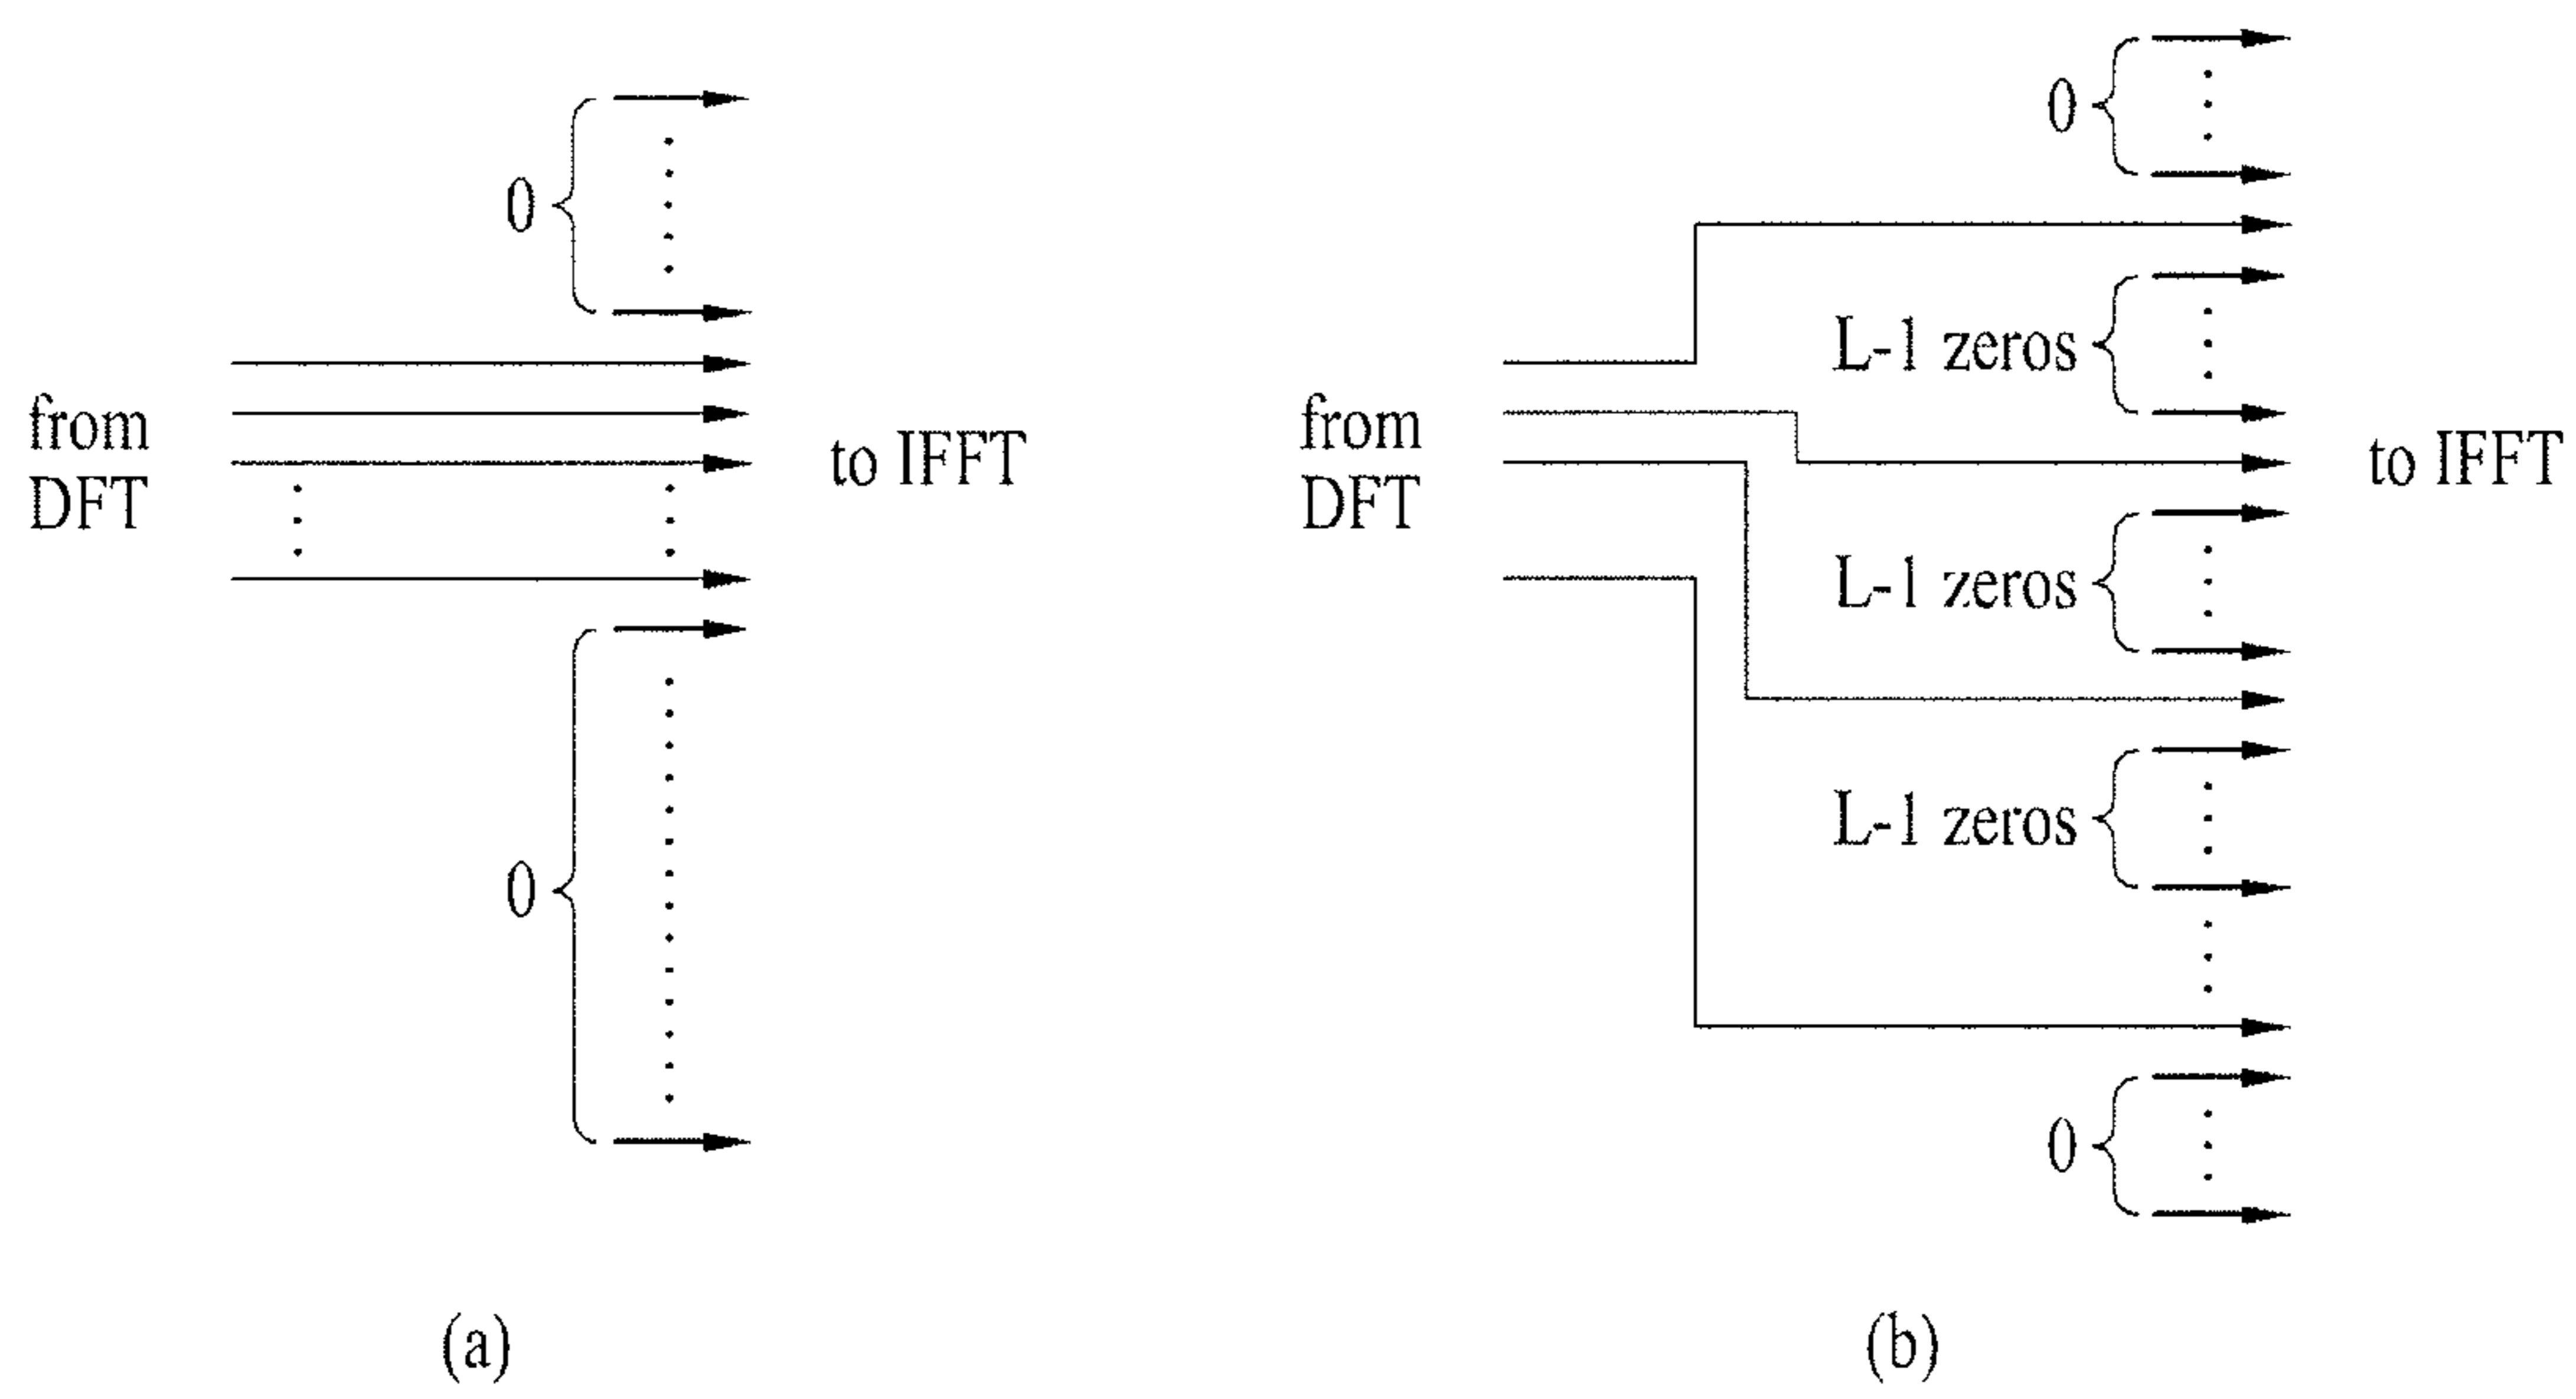 0
from
DFT
to IFFT
0
(a)
0
L-1 zeros
from
DFT
to IFFT
L-1 zeros
L-1 zeros
0
(b)